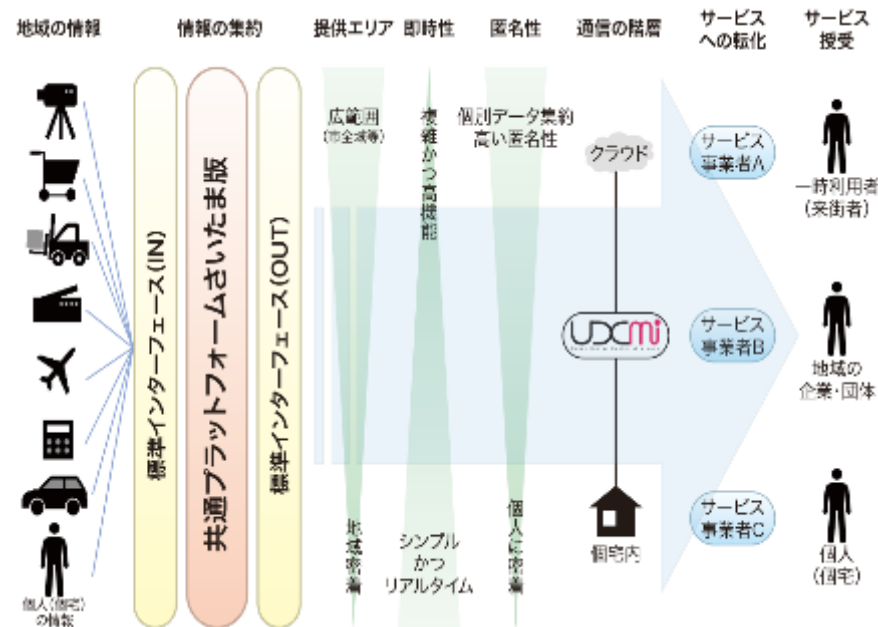 地域の情報
情報の集約
提供エリア
即時性
匿名性
通信の階層
サービス
への転化
サービス
授受
標準インターフェース(IN)
共通プラットフォームさいたま版
標準インターフェース(OUT)
広範囲
(市全域等)
地域密着
複雑かつ高機能
シンプル
かつ
リアルタイム
個別データ集約
高い匿名性
個人に密着
クラウド
UDCMi
個宅内
サービス
事業者A
サービス
事業者B
サービス
事業者C
一時利用者
(来街者)
地域の
企業・団体
個人
(個宅)
個人(個宅)
の情報